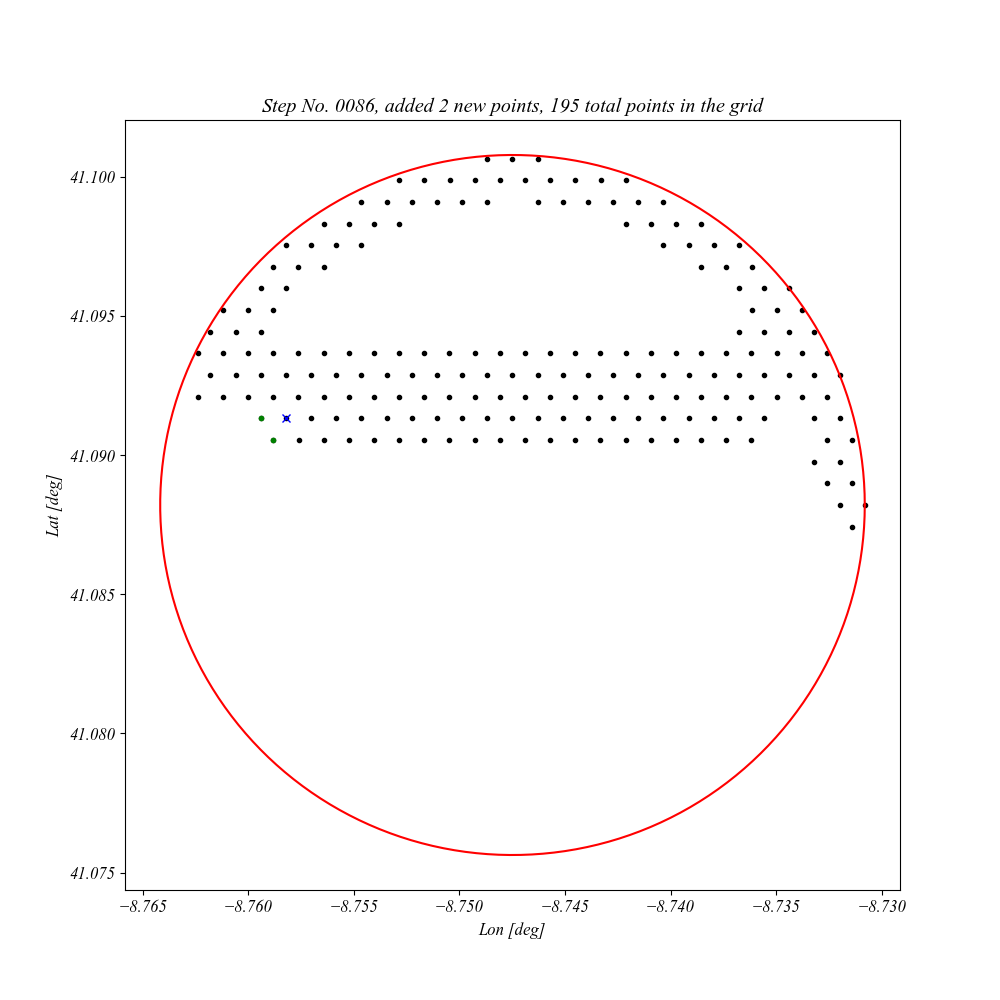 Step No. 0086, added 2 new points, 195 total points in the grid
41.100
41.095
41.090
41.085
41.080
41.075
Lat [deg]
−8.765 −8.760 −8.755 −8.750 −8.745 −8.740 −8.735 −8.730
Lon [deg]